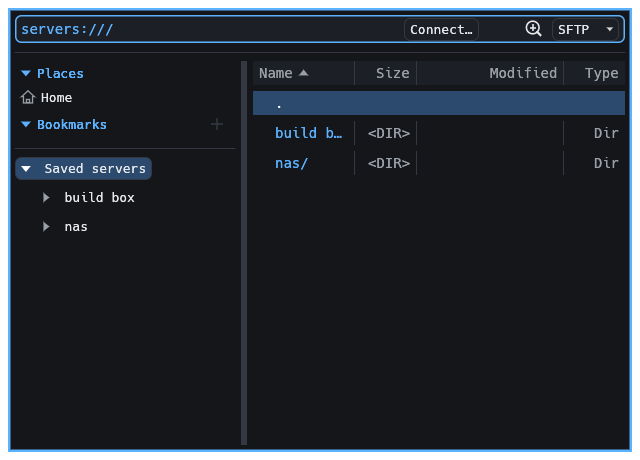 servers:/// Connect… SFTP
Places
Home
Bookmarks
Saved servers
build box
nas
Name Size Modified Type
.
build b… <DIR> Dir
nas/ <DIR> Dir